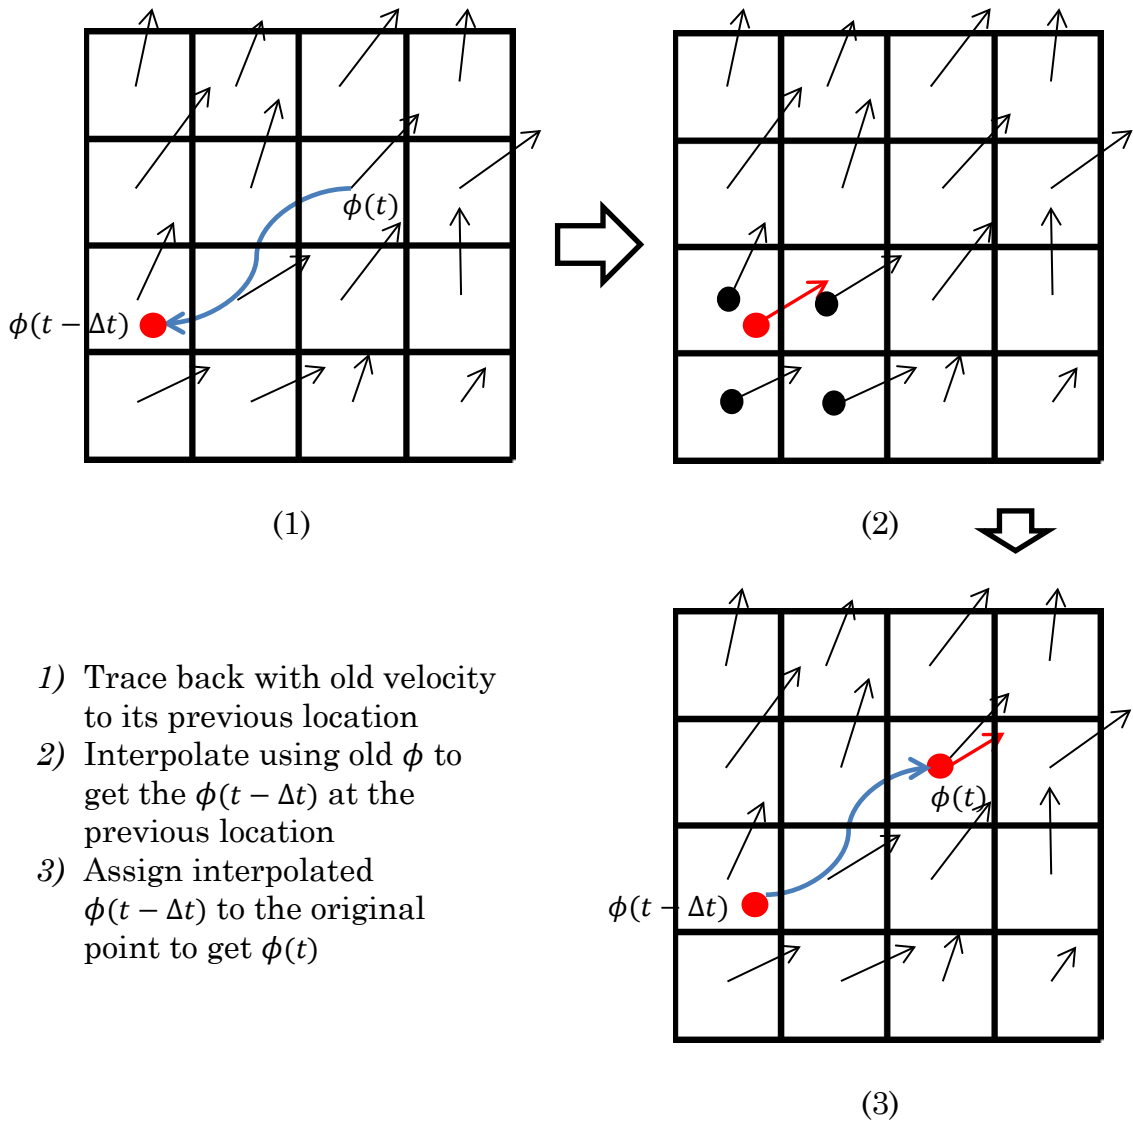 ϕ(t)
ϕ(t − Δt)
(1)
(2)
1) Trace back with old velocity
to its previous location
2) Interpolate using old ϕ to
get the ϕ(t − Δt) at the
previous location
3) Assign interpolated
ϕ(t − Δt) to the original
point to get ϕ(t)
ϕ(t)
ϕ(t − Δt)
(3)